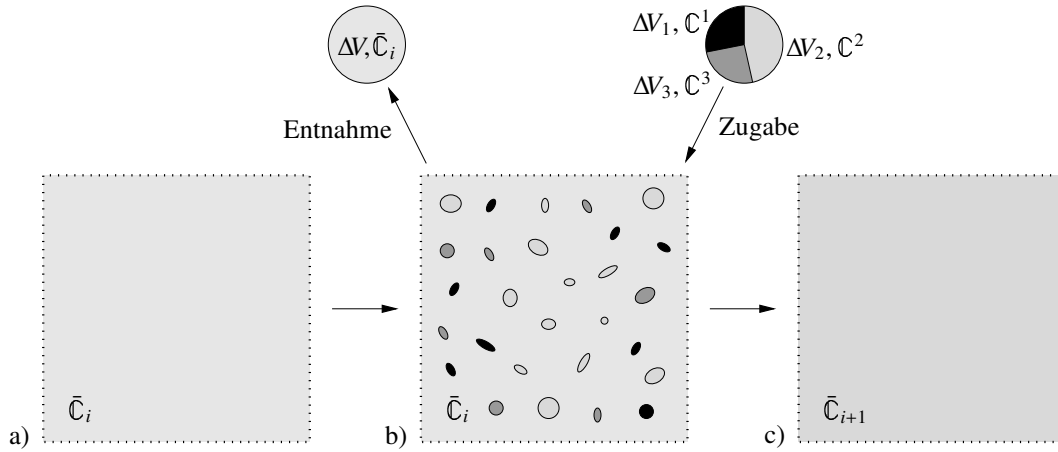 ΔV, ℂ̄ᵢ
ΔV₁, ℂ¹
ΔV₂, ℂ²
ΔV₃, ℂ³
Entnahme
Zugabe
ℂ̄ᵢ
ℂ̄ᵢ
ℂ̄ᵢ₊₁
a)
b)
c)